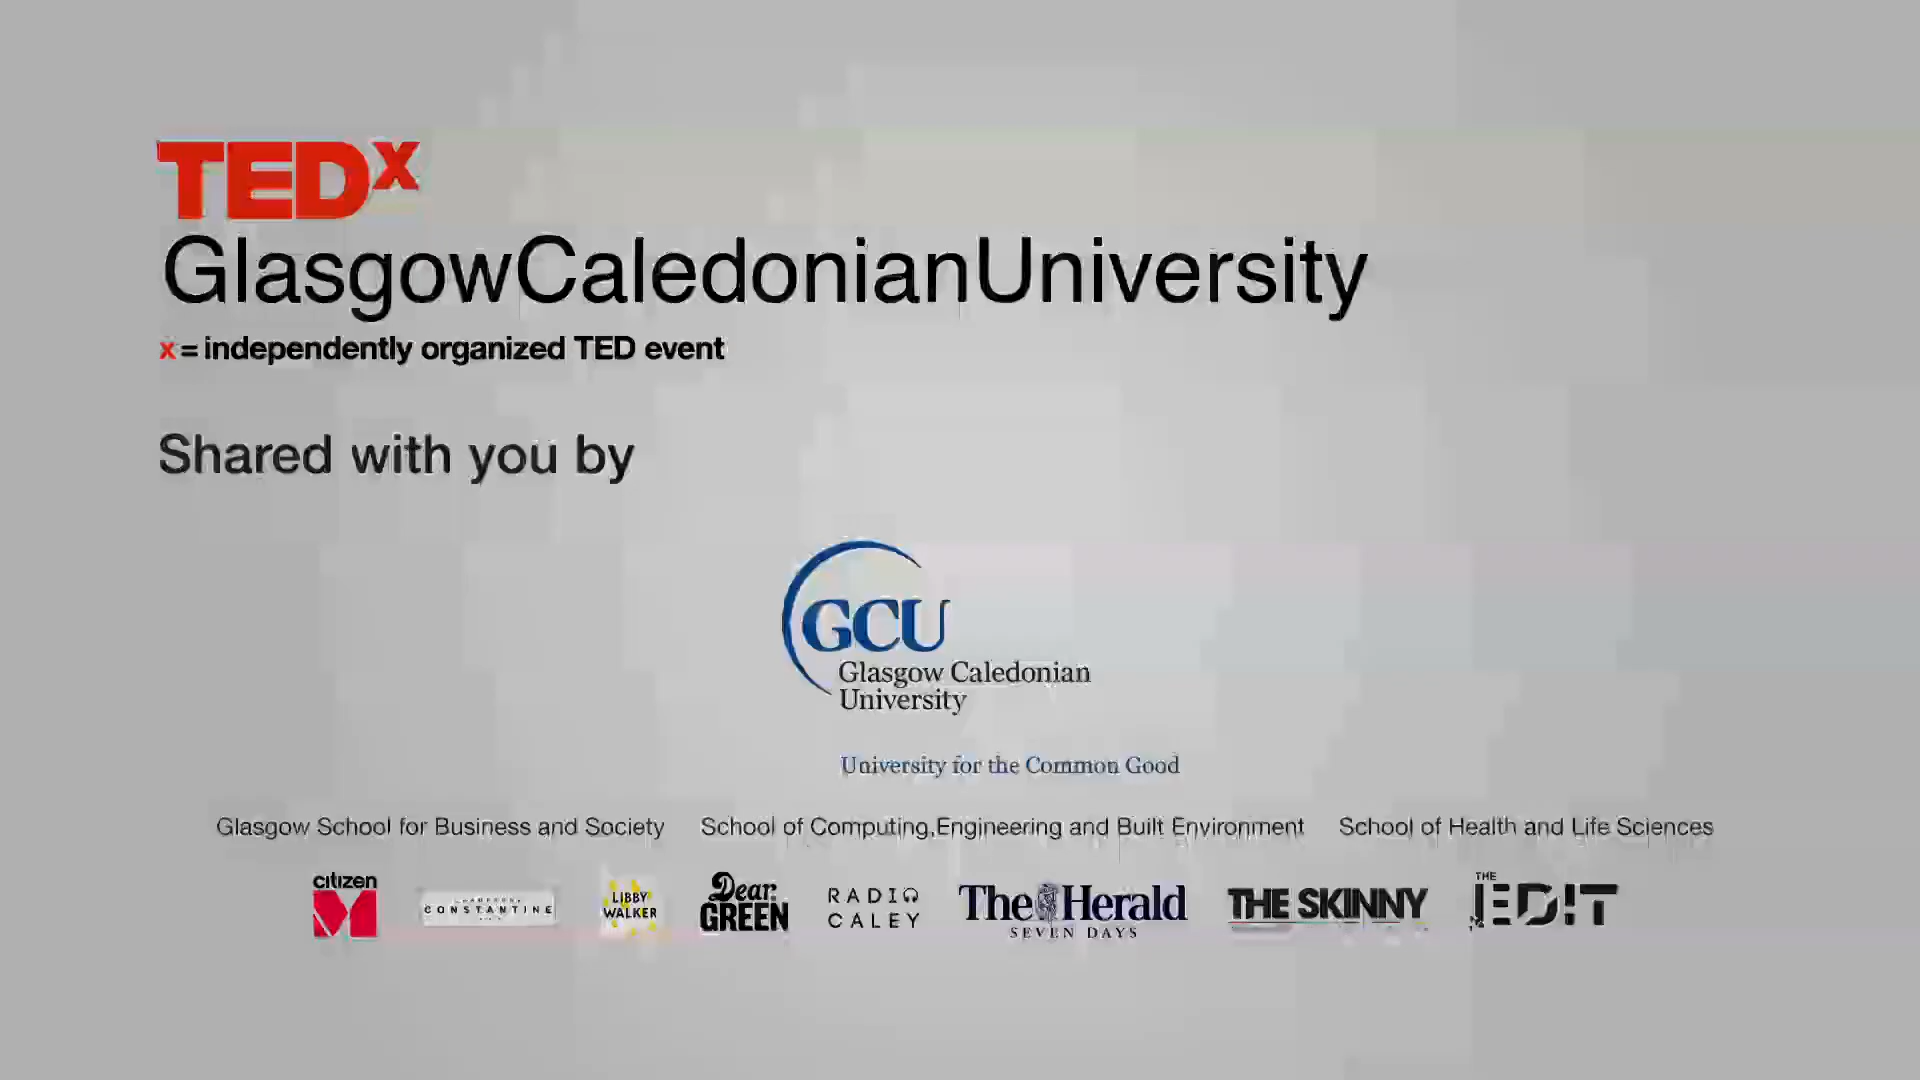 TEDx
GlasgowCaledonianUniversity
x = independently organized TED event
Shared with you by
GCU
Glasgow Caledonian
University
University for the Common Good
Glasgow School for Business and Society School of Computing,Engineering and Built Environment School of Health and Life Sciences
citizen M
CONSTANTINE
LIBBY
WALKER
Dear
GREEN
RADIO
CALEY
The Herald
SEVEN DAYS
THE SKINNY
THE
EDIT